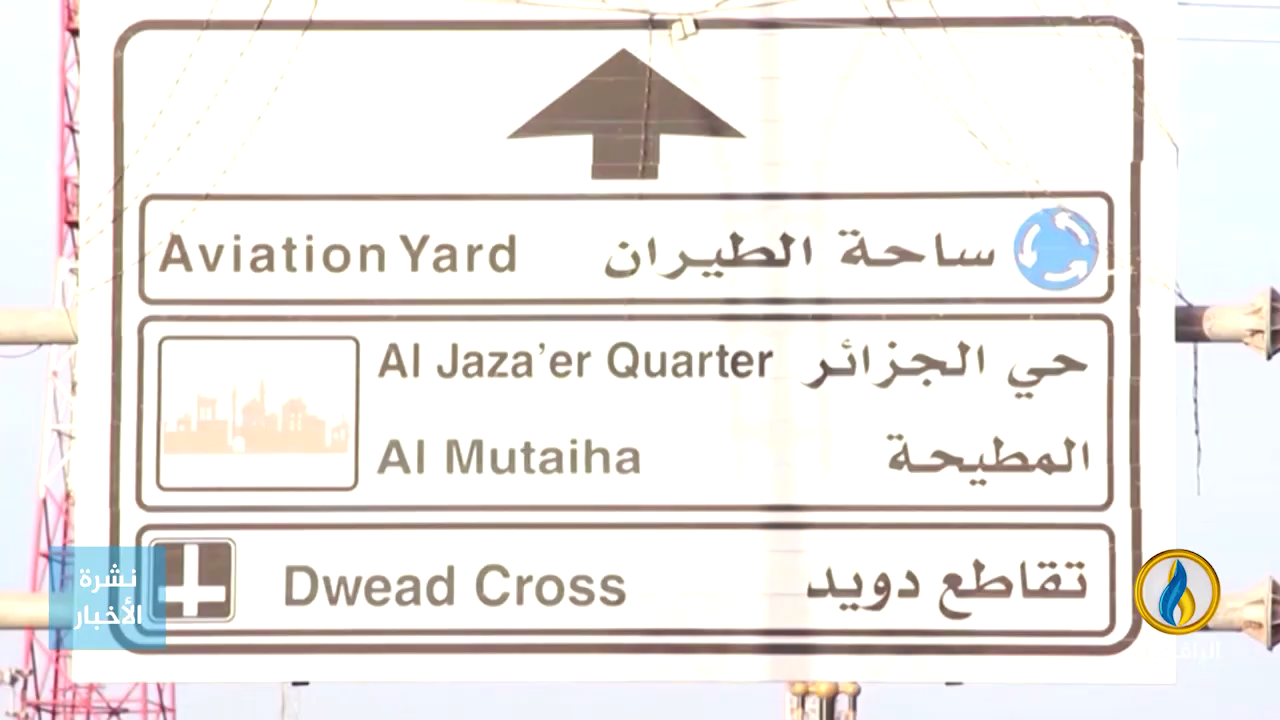 Aviation Yard ساحة الطيران
Al Jaza'er Quarter حي الجزائر
Al Mutaiha المطيحة
Dwead Cross تقاطع دويد
نشرة
الأخبار